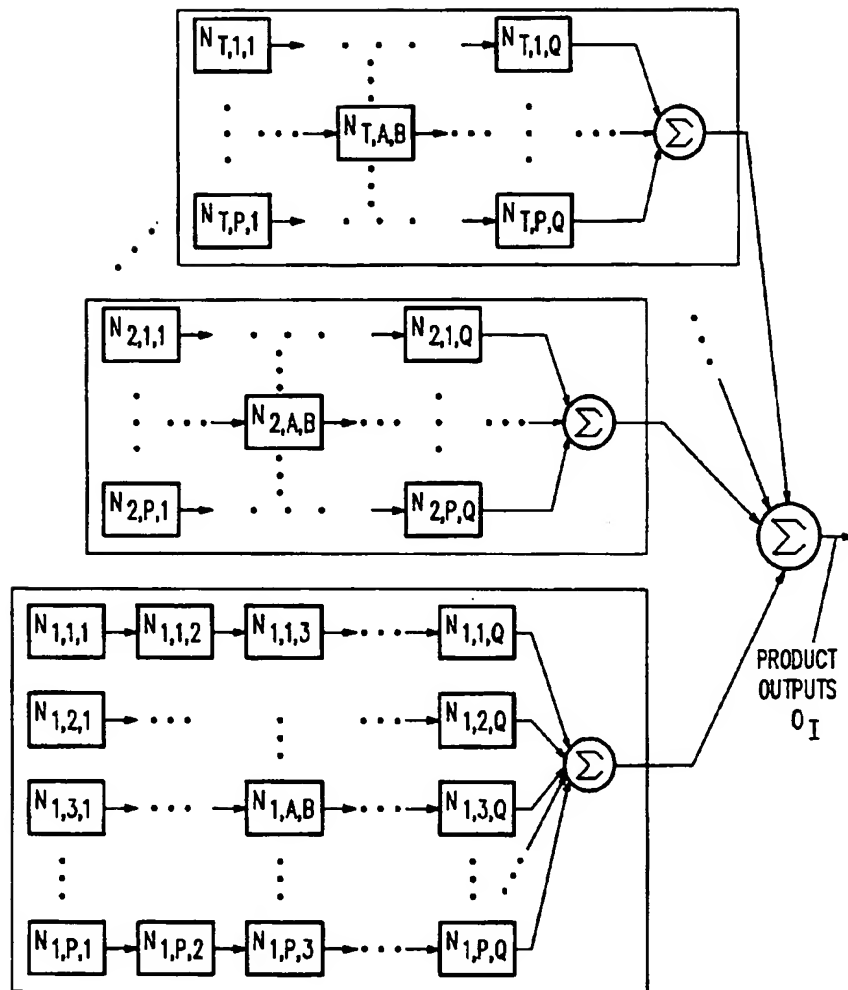 N T,1,1 N T,1,Q
N T,A,B Σ
N T,P,1 N T,P,Q
N 2,1,1 N 2,1,Q
N 2,A,B Σ
N 2,P,1 N 2,P,Q
Σ
N 1,1,1 N 1,1,2 N 1,1,3 N 1,1,Q
PRODUCT
OUTPUTS
O I
N 1,2,1 N 1,2,Q
Σ
N 1,3,1 N 1,A,B N 1,3,Q
N 1,P,1 N 1,P,2 N 1,P,3 N 1,P,Q